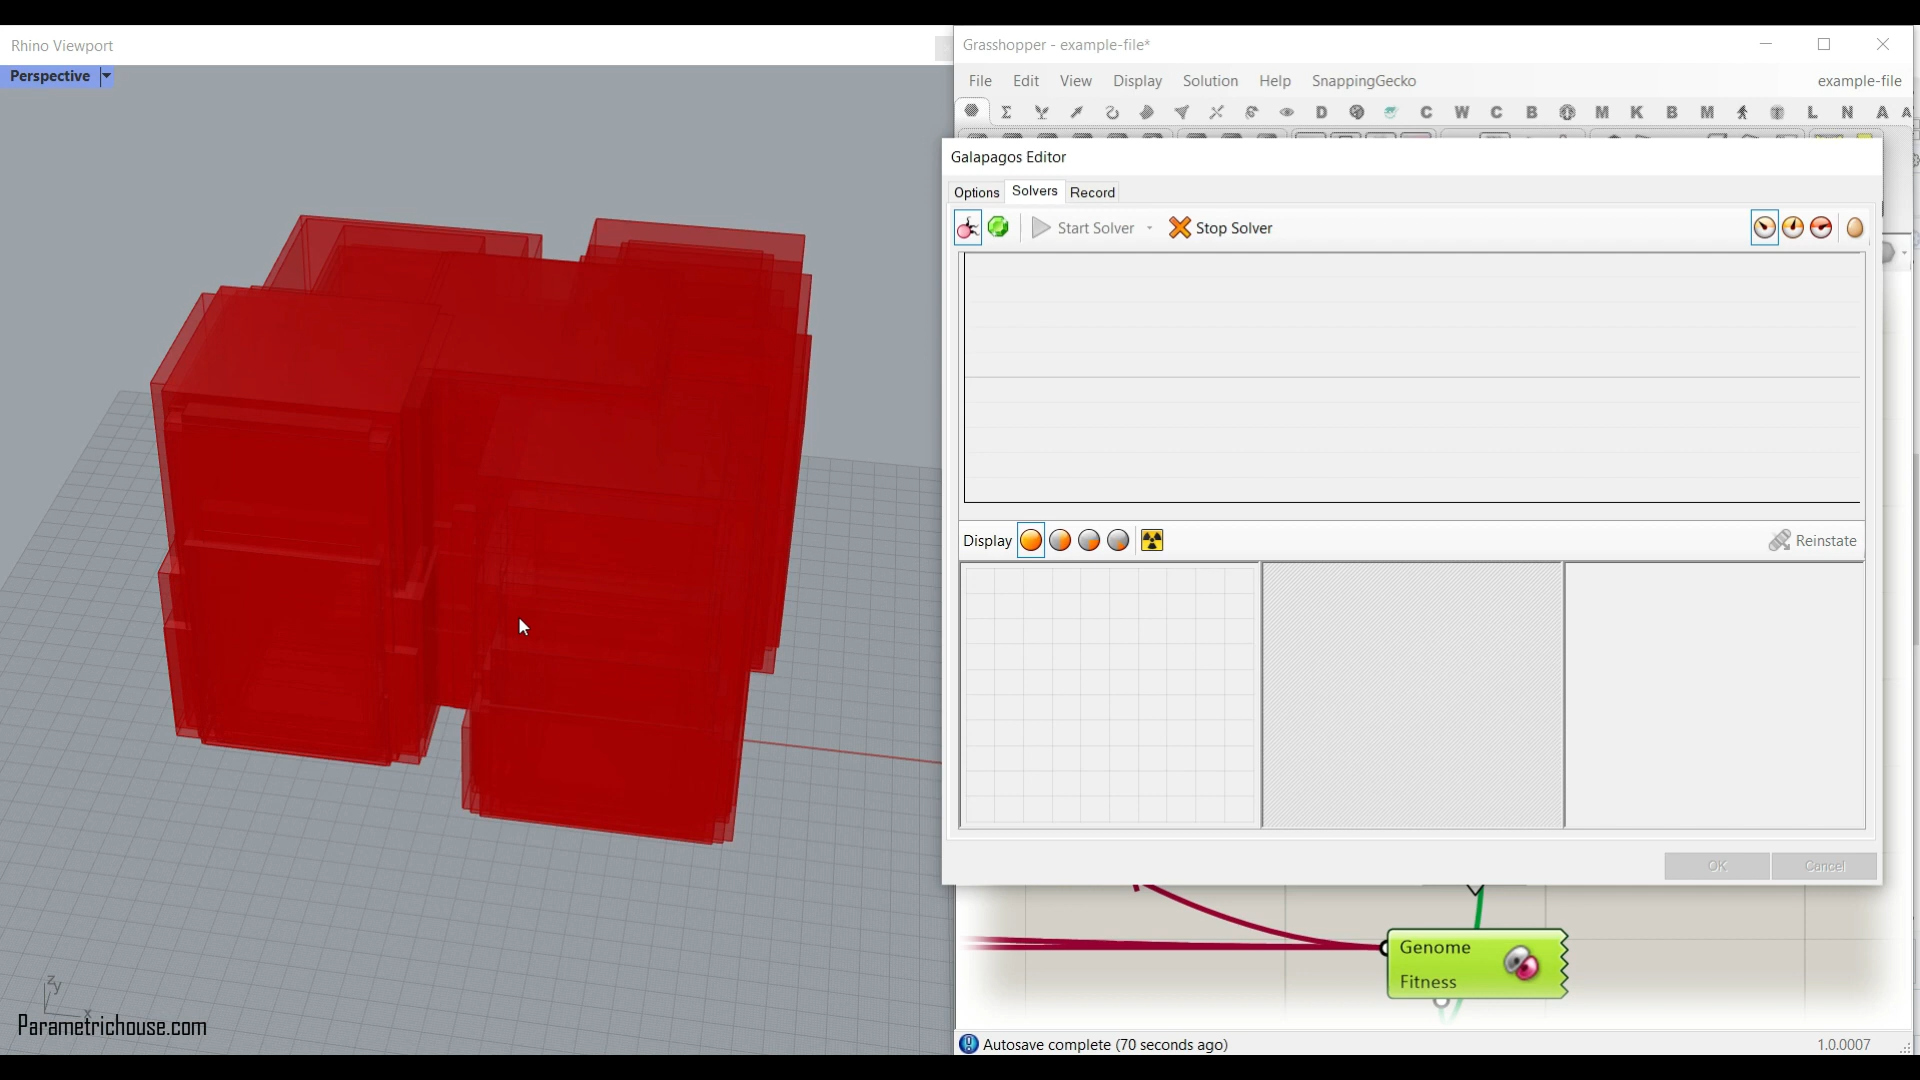 Rhino Viewport
Perspective
Grasshopper - example-file*
File Edit View Display Solution Help SnappingGecko example-file
D C W C B M K B M L N A A
Galapagos Editor
Options Solvers Record
Start Solver Stop Solver
Display Reinstate
OK Cancel
Genome
Fitness
z y
x
Parametrichouse.com
Autosave complete (70 seconds ago) 1.0.0007